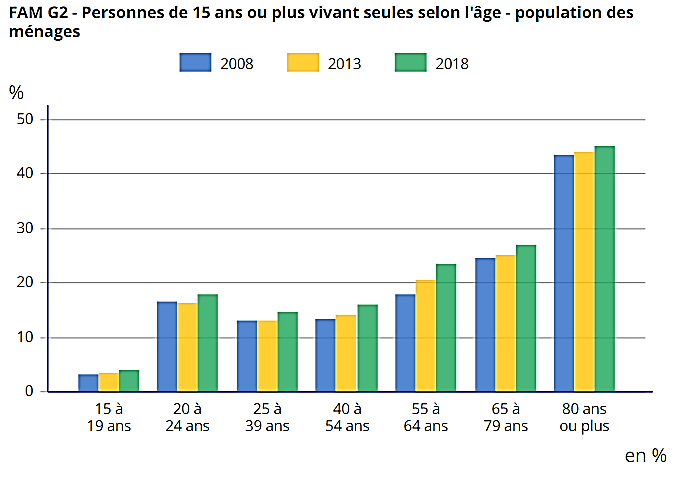 FAM G2 - Personnes de 15 ans ou plus vivant seules selon l'âge - population des
ménages
2008 2013 2018
%
50
40
30
20
10
0
15 à 20 à 25 à 40 à 55 à 65 à 80 ans
19 ans 24 ans 39 ans 54 ans 64 ans 79 ans ou plus
en %